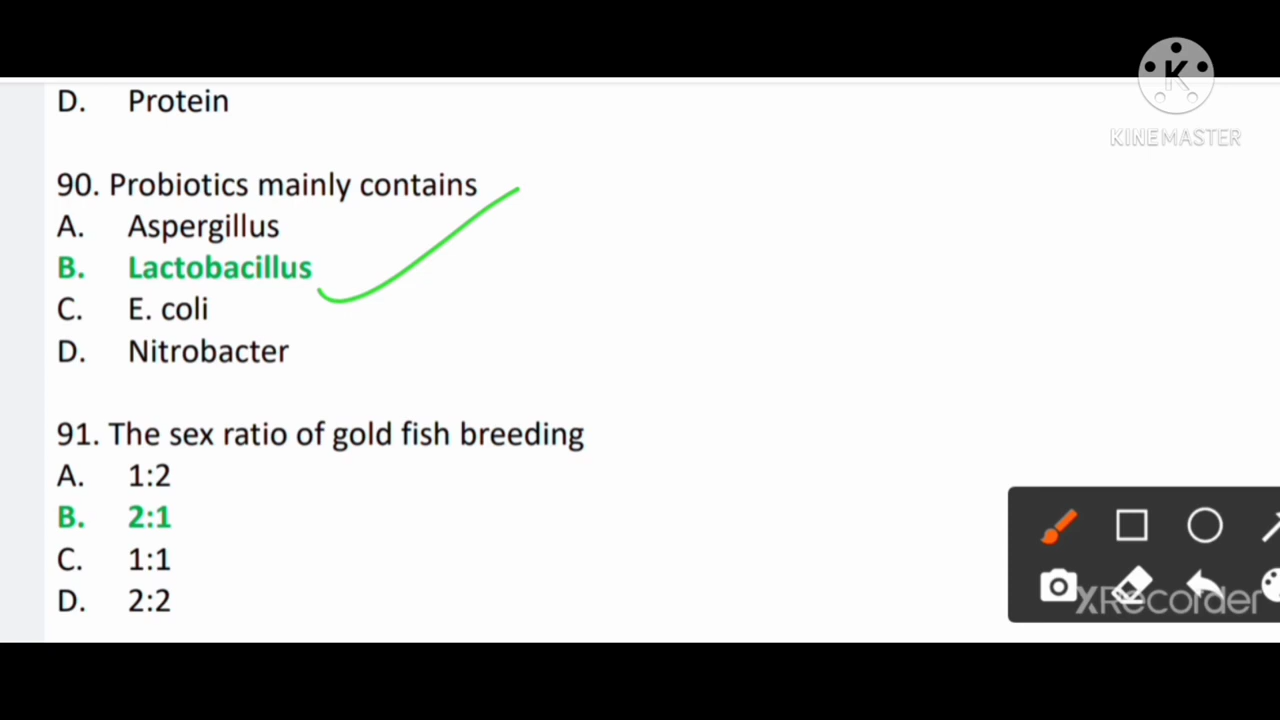 D. Protein
K
KINEMASTER
90. Probiotics mainly contains
A. Aspergillus
B. Lactobacillus
C. E. coli
D. Nitrobacter
91. The sex ratio of gold fish breeding
A. 1:2
B. 2:1
C. 1:1
D. 2:2
XRecorder